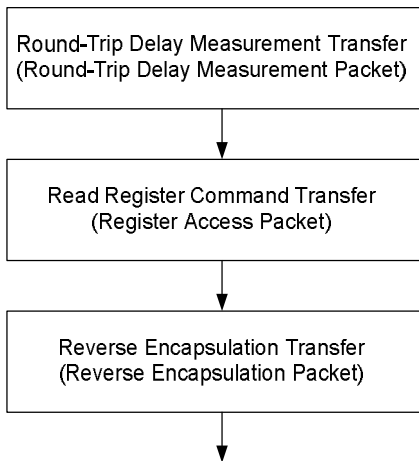 Round-Trip Delay Measurement Transfer
(Round-Trip Delay Measurement Packet)
Read Register Command Transfer
(Register Access Packet)
Reverse Encapsulation Transfer
(Reverse Encapsulation Packet)